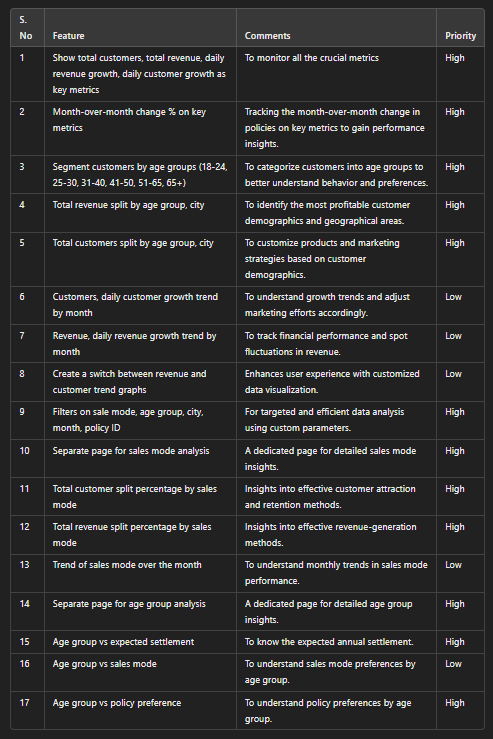 S. No Feature Comments Priority
1 Show total customers, total revenue, daily To monitor all the crucial metrics High
revenue growth, daily customer growth as
key metrics
2 Month-over-month change % on key Tracking the month-over-month change in High
metrics policies on key metrics to gain performance
insights.
3 Segment customers by age groups (18-24, To categorize customers into age groups to High
25-30, 31-40, 41-50, 51-65, 65+) better understand behavior and preferences.
4 Total revenue split by age group, city To identify the most profitable customer High
demographics and geographical areas.
5 Total customers split by age group, city To customize products and marketing High
strategies based on customer
demographics.
6 Customers, daily customer growth trend To understand growth trends and adjust Low
by month marketing efforts accordingly.
7 Revenue, daily revenue growth trend by To track financial performance and spot Low
month fluctuations in revenue.
8 Create a switch between revenue and Enhances user experience with customized Low
customer trend graphs data visualization.
9 Filters on sale mode, age group, city, For targeted and efficient data analysis High
month, policy ID using custom parameters.
10 Separate page for sales mode analysis A dedicated page for detailed sales mode High
insights.
11 Total customer split percentage by sales Insights into effective customer attraction High
mode and retention methods.
12 Total revenue split percentage by sales Insights into effective revenue-generation High
mode methods.
13 Trend of sales mode over the month To understand monthly trends in sales mode Low
performance.
14 Separate page for age group analysis A dedicated page for detailed age group High
insights.
15 Age group vs expected settlement To know the expected annual settlement. High
16 Age group vs sales mode To understand sales mode preferences by Low
age group.
17 Age group vs policy preference To understand policy preferences by age High
group.